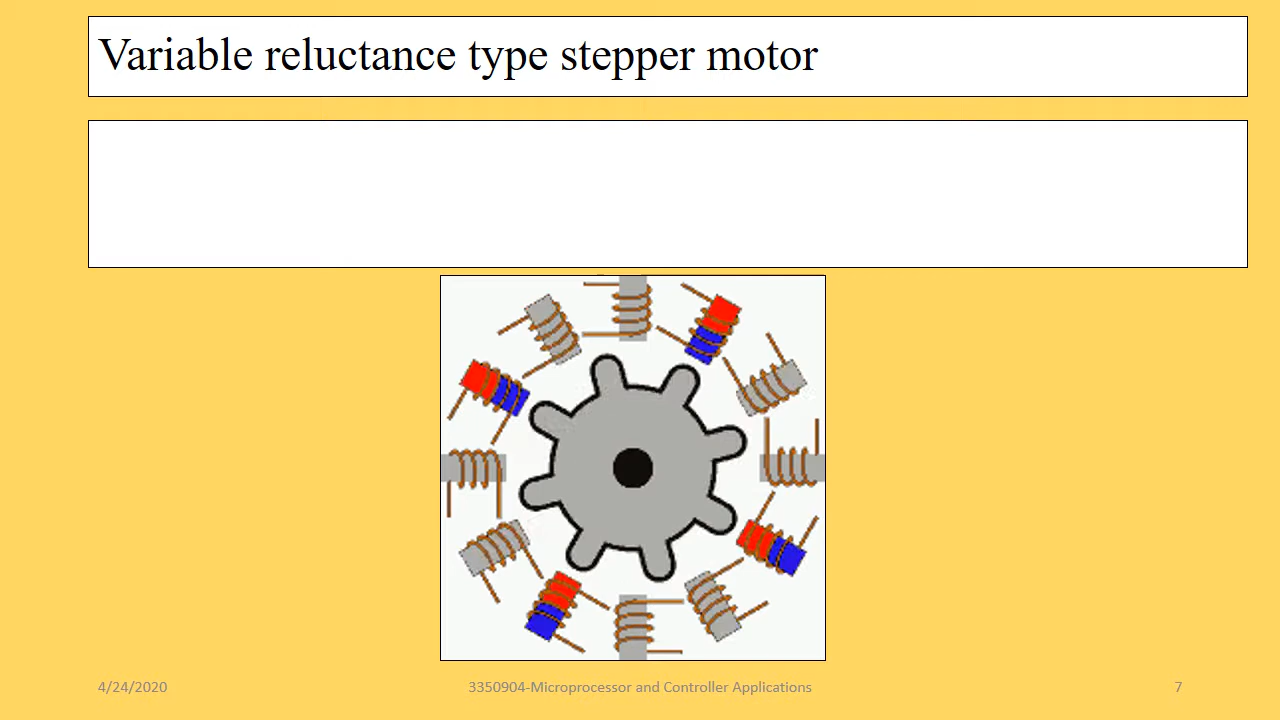 Variable reluctance type stepper motor
4/24/2020
3350904-Microprocessor and Controller Applications
7